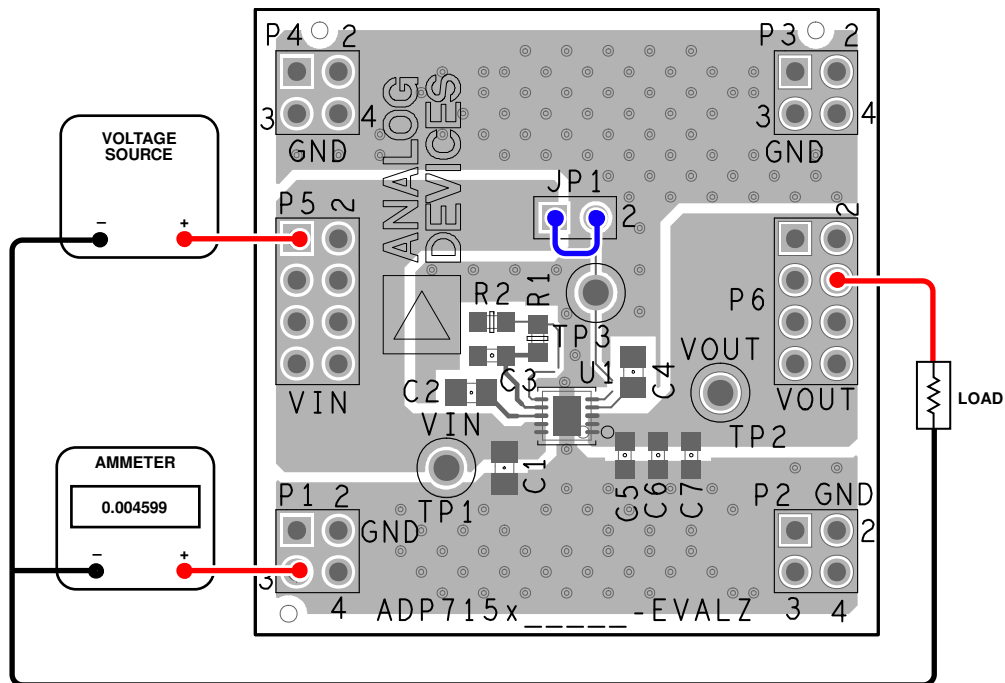 P4 2
3 4
GND
P3 2
3 4
GND
ANALOG
DEVICES
VOLTAGE
SOURCE
– +
P5 2
VIN
JP1
2
R2
R1
TP3
C3
U1
C4
C2
VIN
TP1
C1
C5
C6
C7
VOUT
TP2
P6
2
VOUT
LOAD
AMMETER
0.004599
– +
P1 2
GND
3 4
P2 GND
2
3 4
ADP715x_____-EVALZ